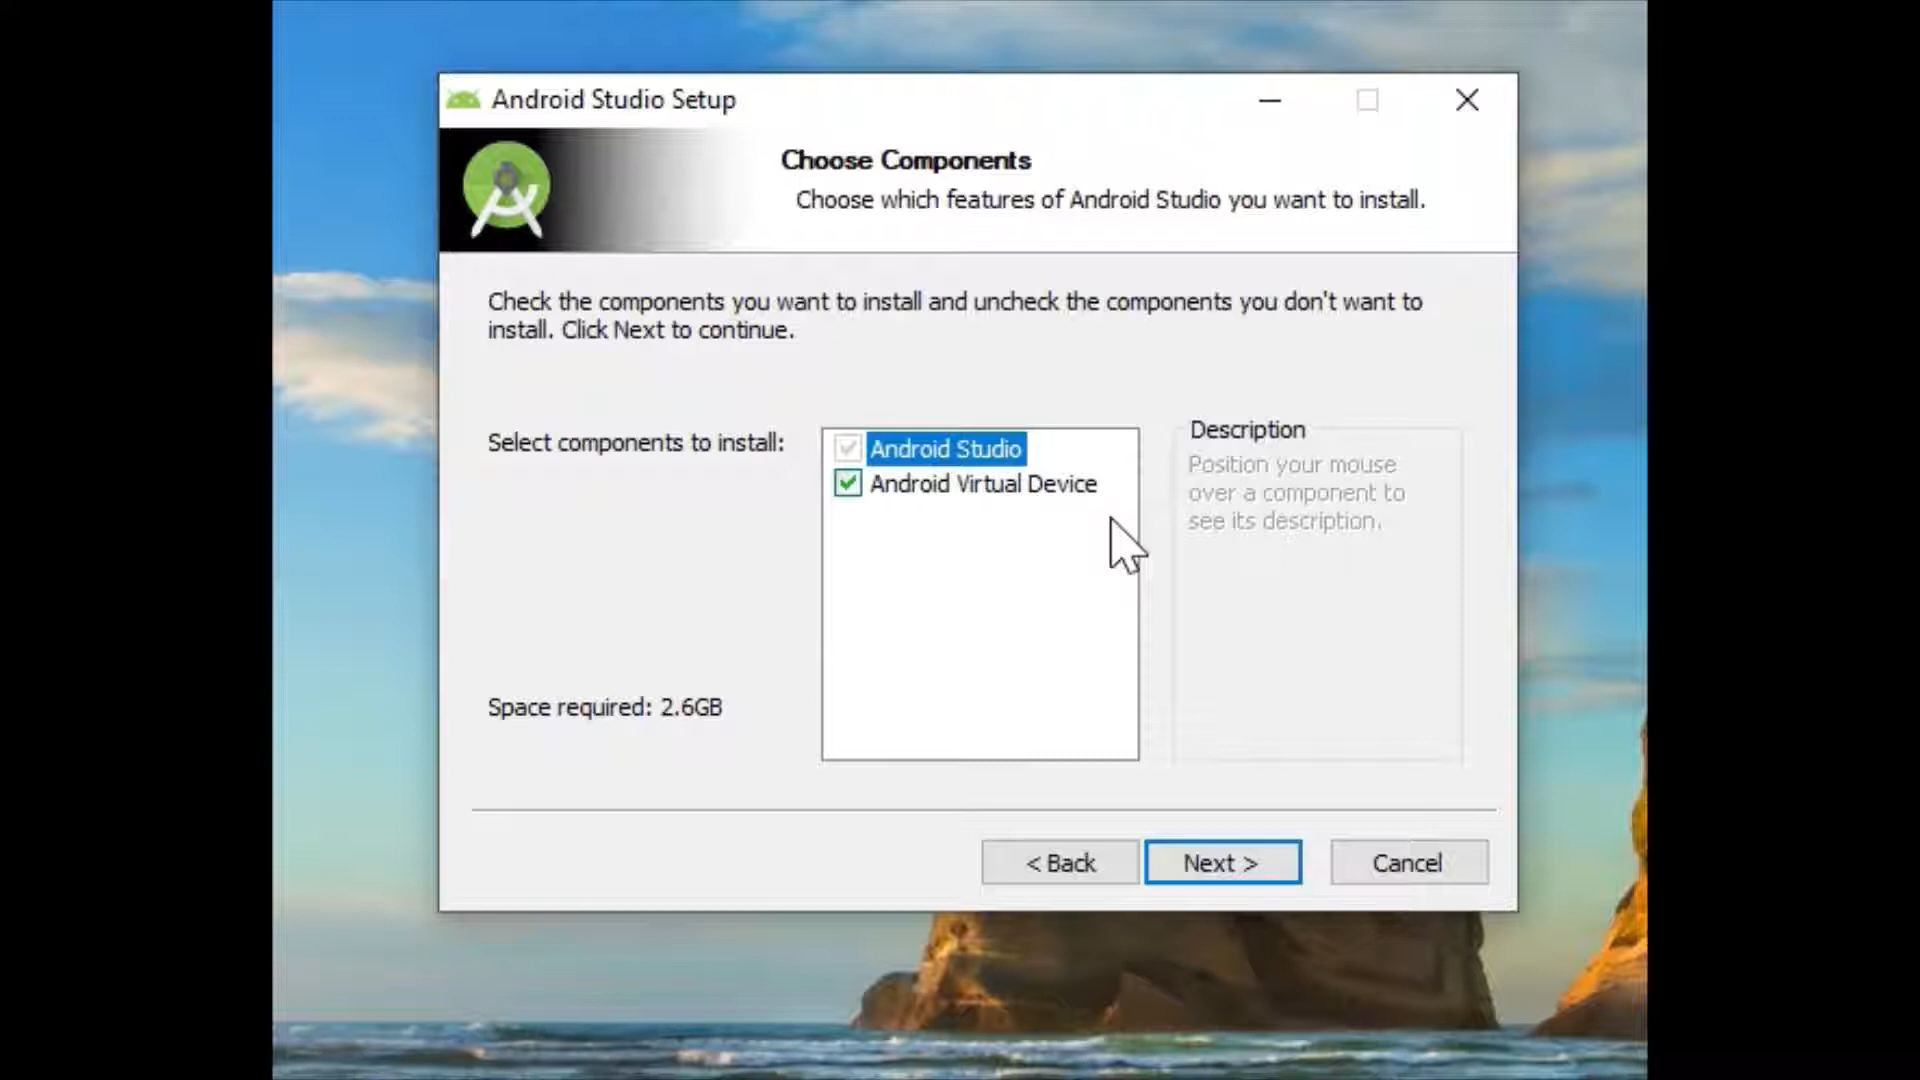 Android Studio Setup
Choose Components
Choose which features of Android Studio you want to install.
Check the components you want to install and uncheck the components you don't want to
install. Click Next to continue.
Select components to install:
Android Studio
Android Virtual Device
Description
Position your mouse
over a component to
see its description.
Space required: 2.6GB
< Back
Next >
Cancel